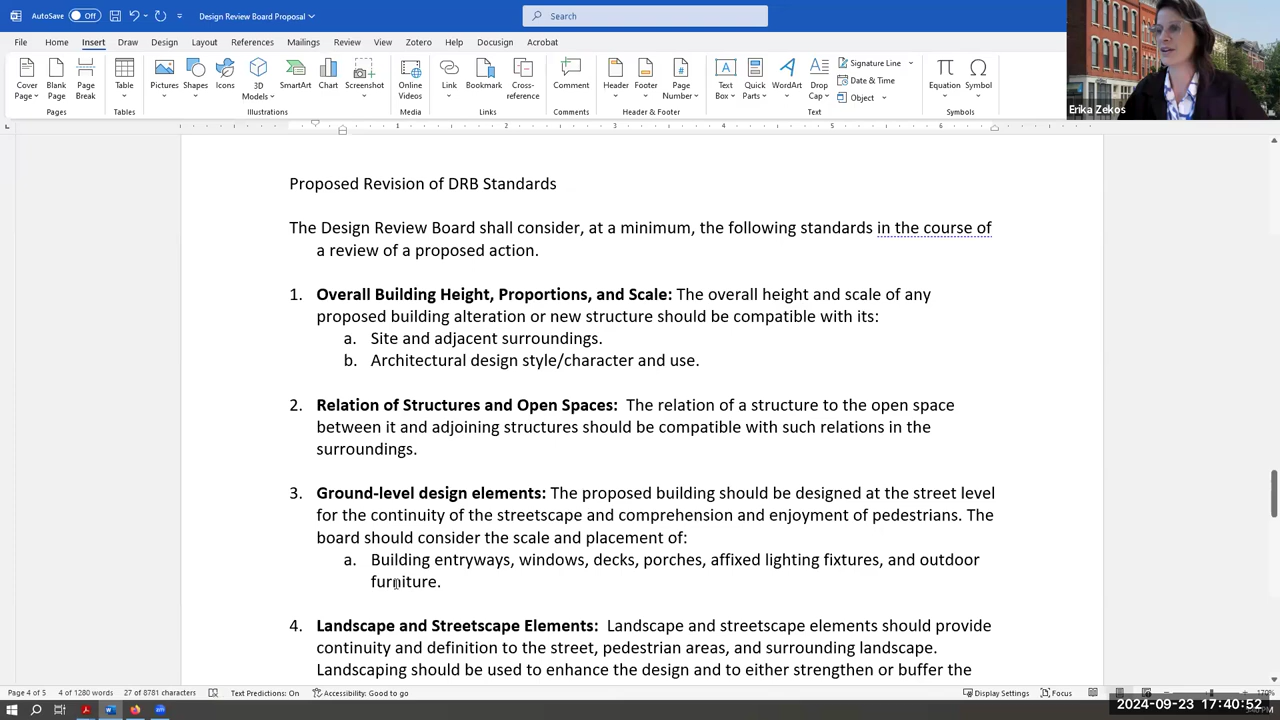 AutoSave Off Design Review Board Proposal Search
File Home Insert Draw Design Layout References Mailings Review View Zotero Help Docusign Acrobat
Cover Page Blank Page Page Break Table Pictures Shapes Icons 3D Models SmartArt Chart Screenshot Online Videos Link Bookmark Cross-reference Comment Header Footer Page Number Text Box Quick Parts WordArt Drop Cap Signature Line Date & Time Object Equation Symbol
Pages Tables Illustrations Media Links Comments Header & Footer Text Symbols
Erika Zekos
1 2 3 4 5 6
Proposed Revision of DRB Standards
The Design Review Board shall consider, at a minimum, the following standards in the course of
a review of a proposed action.
1. Overall Building Height, Proportions, and Scale: The overall height and scale of any
proposed building alteration or new structure should be compatible with its:
a. Site and adjacent surroundings.
b. Architectural design style/character and use.
2. Relation of Structures and Open Spaces: The relation of a structure to the open space
between it and adjoining structures should be compatible with such relations in the
surroundings.
3. Ground-level design elements: The proposed building should be designed at the street level
for the continuity of the streetscape and comprehension and enjoyment of pedestrians. The
board should consider the scale and placement of:
a. Building entryways, windows, decks, porches, affixed lighting fixtures, and outdoor
furniture.
4. Landscape and Streetscape Elements: Landscape and streetscape elements should provide
continuity and definition to the street, pedestrian areas, and surrounding landscape.
Landscaping should be used to enhance the design and to either strengthen or buffer the
Page 4 of 5 4 of 1280 words 27 of 8781 characters Text Predictions: On Accessibility: Good to go Display Settings Focus 170%
2024-09-23 17:40:52